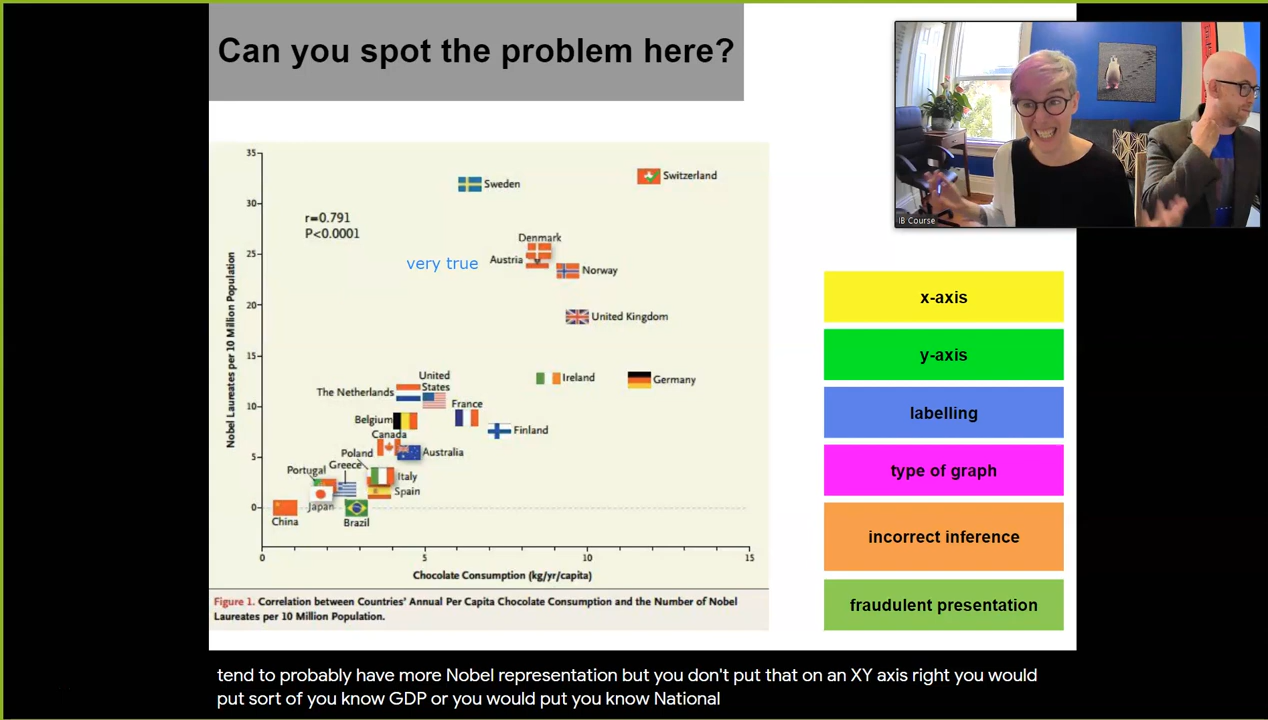 Can you spot the problem here?
IB Course
35
30
25
20
15
10
5
0
Nobel Laureates per 10 Million Population
r=0.791
P<0.0001
very true
Sweden
Switzerland
Denmark
Austria
Norway
United Kingdom
Ireland
Germany
United
States
The Netherlands
France
Belgium
Finland
Canada
Poland
Australia
Greece
Portugal
Italy
Spain
Japan
China
Brazil
0
5
10
15
Chocolate Consumption (kg/yr/capita)
Figure 1. Correlation between Countries' Annual Per Capita Chocolate Consumption and the Number of Nobel
Laureates per 10 Million Population.
x-axis
y-axis
labelling
type of graph
incorrect inference
fraudulent presentation
tend to probably have more Nobel representation but you don't put that on an XY axis right you would
put sort of you know GDP or you would put you know National